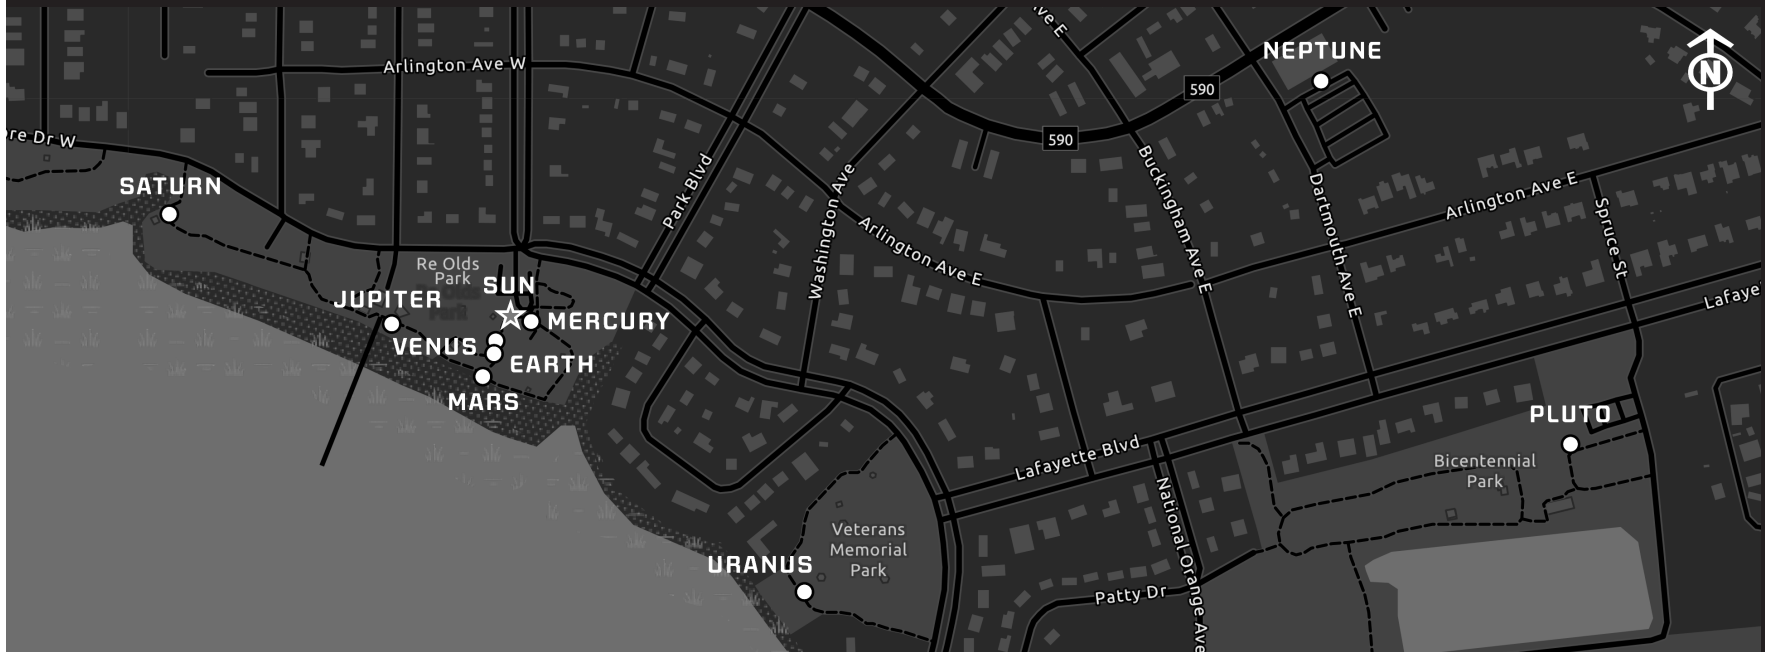 NEPTUNE
N
Arlington Ave W
590
590
ore Dr W
SATURN
Park Blvd
Washington Ave
Buckingham Ave E
Dartmouth Ave E
Arlington Ave E
Spruce St
Arlington Ave E
Re Olds
Park
SUN
JUPITER
MERCURY
VENUS
EARTH
MARS
Lafaye
PLUTO
Lafayette Blvd
Bicentennial
Park
National Orange Ave
Veterans
Memorial
Park
URANUS
Patty Dr